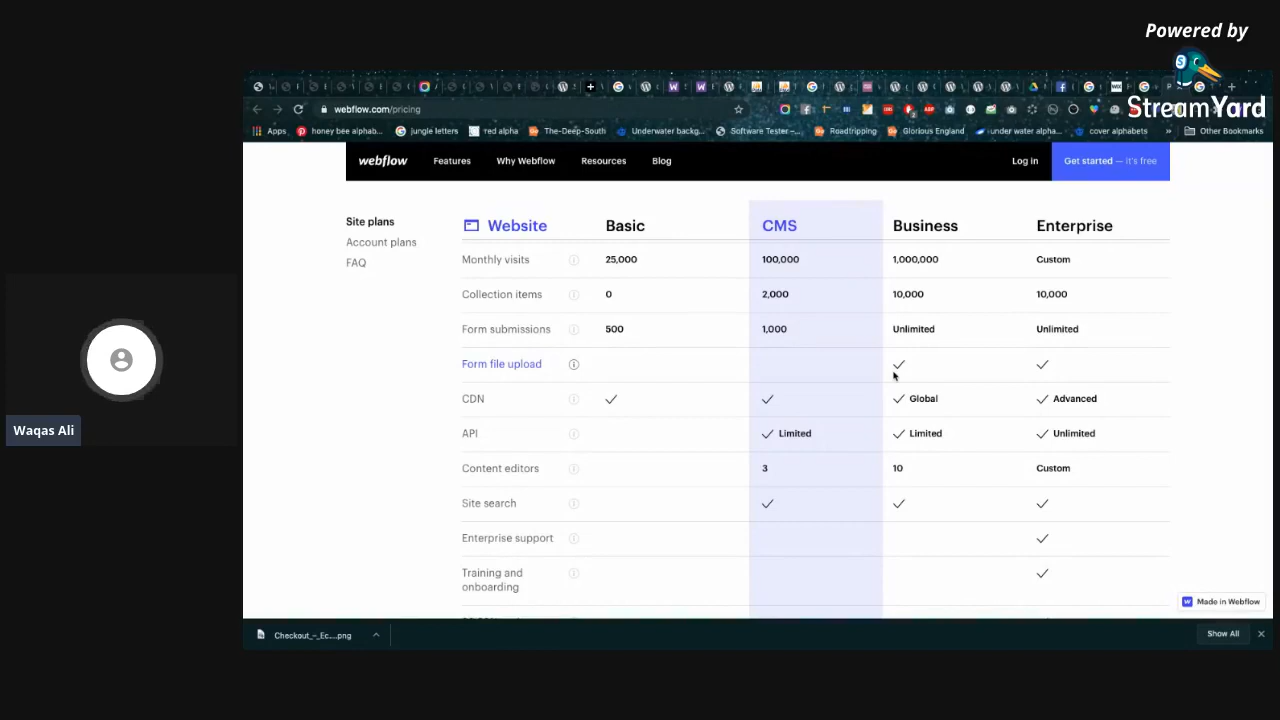 Powered by
StreamYard
webflow.com/pricing
Apps honey bee alphab... jungle letters red alpha The-Deep-South Underwater backg... Software Tester –... Roadtripping Glorious England under water alpha... cover alphabets » Other Bookmarks
webflow Features Why Webflow Resources Blog Log in Get started — it's free
Site plans
Account plans
FAQ
Website Basic CMS Business Enterprise
Monthly visits 25,000 100,000 1,000,000 Custom
Collection items 0 2,000 10,000 10,000
Form submissions 500 1,000 Unlimited Unlimited
Form file upload
CDN Global Advanced
API Limited Limited Unlimited
Content editors 3 10 Custom
Site search
Enterprise support
Training and
onboarding
Made in Webflow
Checkout_–_Ec....png Show All
Waqas Ali